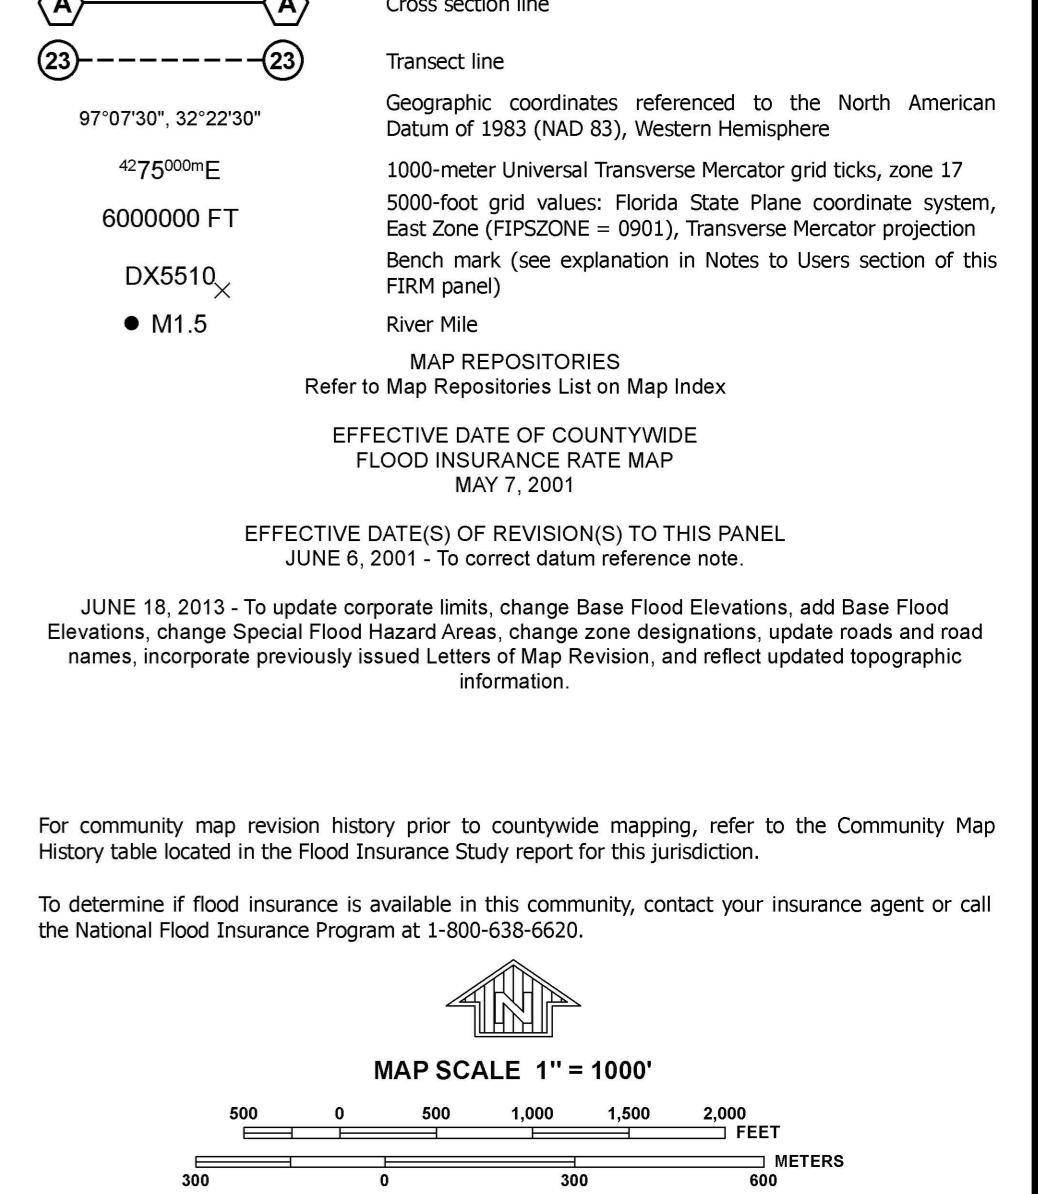 A A Cross section line
23 23 Transect line
97°07'30", 32°22'30" Geographic coordinates referenced to the North American
Datum of 1983 (NAD 83), Western Hemisphere
⁴²75⁰⁰⁰ᵐE 1000-meter Universal Transverse Mercator grid ticks, zone 17
6000000 FT 5000-foot grid values: Florida State Plane coordinate system,
East Zone (FIPSZONE = 0901), Transverse Mercator projection
DX5510 Bench mark (see explanation in Notes to Users section of this
FIRM panel)
M1.5 River Mile
MAP REPOSITORIES
Refer to Map Repositories List on Map Index
EFFECTIVE DATE OF COUNTYWIDE
FLOOD INSURANCE RATE MAP
MAY 7, 2001
EFFECTIVE DATE(S) OF REVISION(S) TO THIS PANEL
JUNE 6, 2001 - To correct datum reference note.
JUNE 18, 2013 - To update corporate limits, change Base Flood Elevations, add Base Flood
Elevations, change Special Flood Hazard Areas, change zone designations, update roads and road
names, incorporate previously issued Letters of Map Revision, and reflect updated topographic
information.
For community map revision history prior to countywide mapping, refer to the Community Map
History table located in the Flood Insurance Study report for this jurisdiction.
To determine if flood insurance is available in this community, contact your insurance agent or call
the National Flood Insurance Program at 1-800-638-6620.
N
MAP SCALE 1" = 1000'
500 0 500 1,000 1,500 2,000
FEET
METERS
300 0 300 600